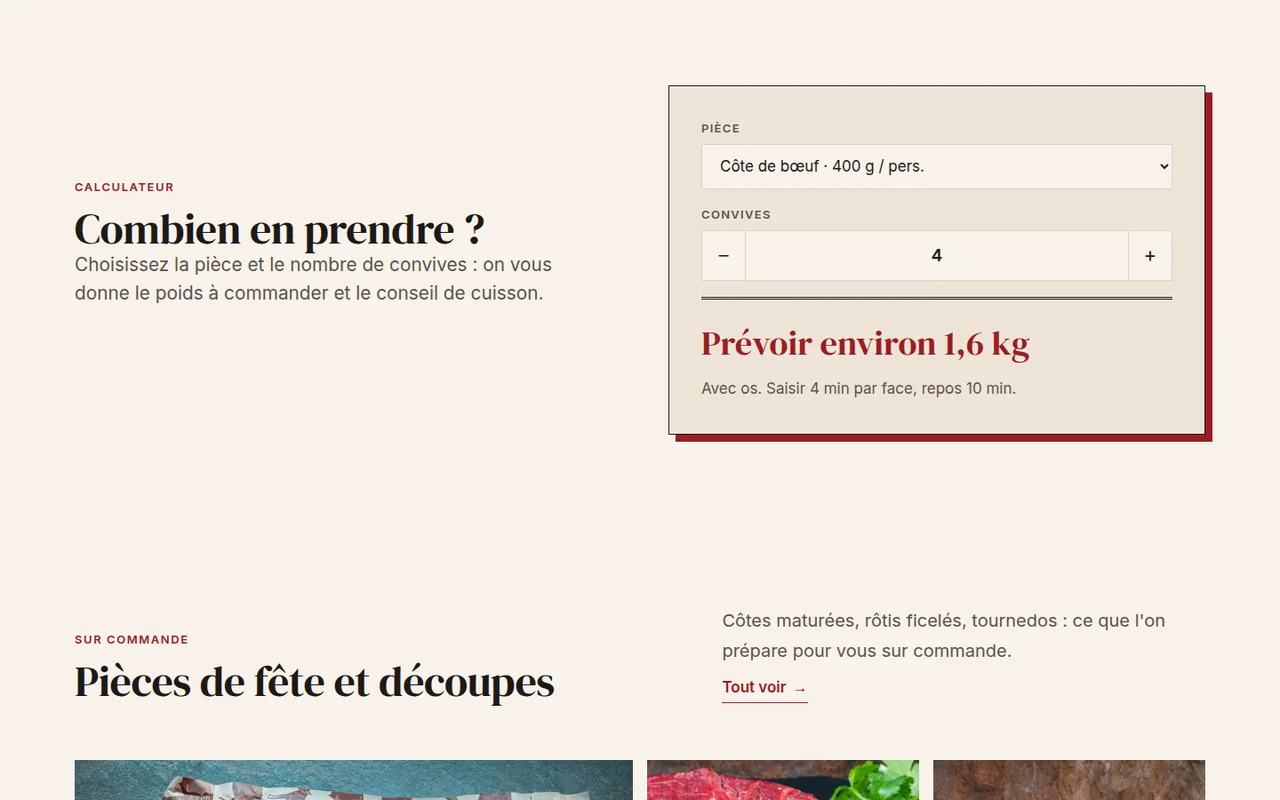 CALCULATEUR
Combien en prendre ?
Choisissez la pièce et le nombre de convives : on vous
donne le poids à commander et le conseil de cuisson.
PIÈCE
Côte de bœuf · 400 g / pers.
CONVIVES
− 4 +
Prévoir environ 1,6 kg
Avec os. Saisir 4 min par face, repos 10 min.
SUR COMMANDE
Pièces de fête et découpes
Côtes maturées, rôtis ficelés, tournedos : ce que l'on
prépare pour vous sur commande.
Tout voir →